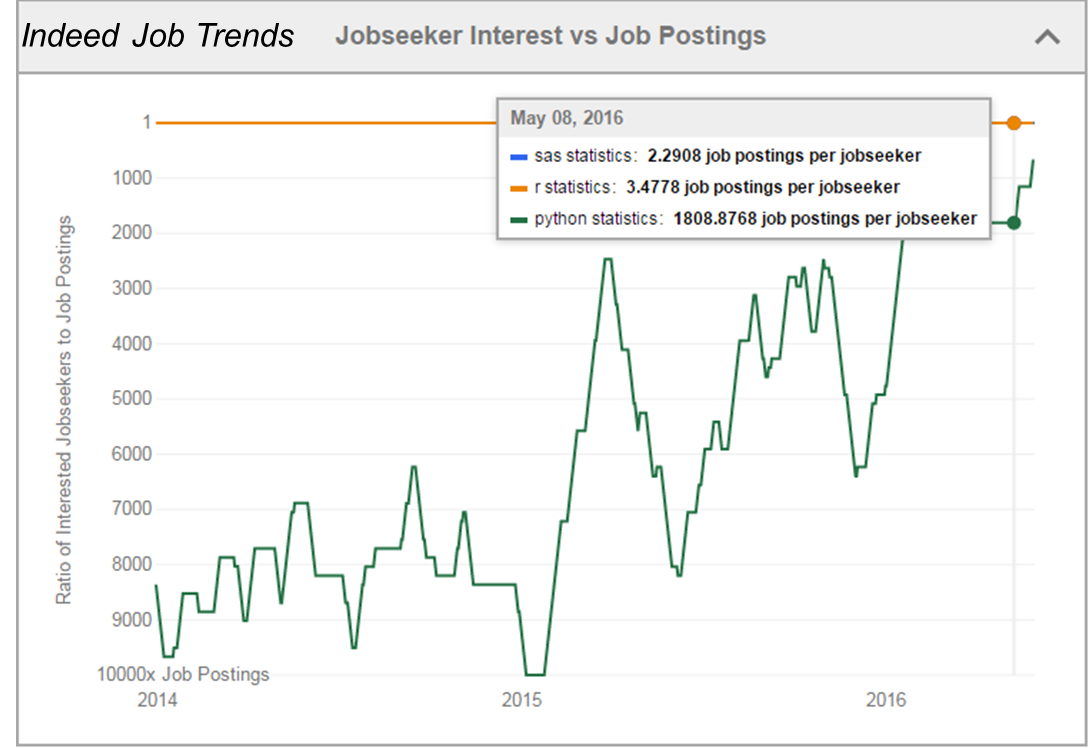 Indeed Job Trends Jobseeker Interest vs Job Postings
May 08, 2016
sas statistics: 2.2908 job postings per jobseeker
r statistics: 3.4778 job postings per jobseeker
python statistics: 1808.8768 job postings per jobseeker
Ratio of Interested Jobseekers to Job Postings
1
1000
2000
3000
4000
5000
6000
7000
8000
9000
10000x Job Postings
2014 2015 2016